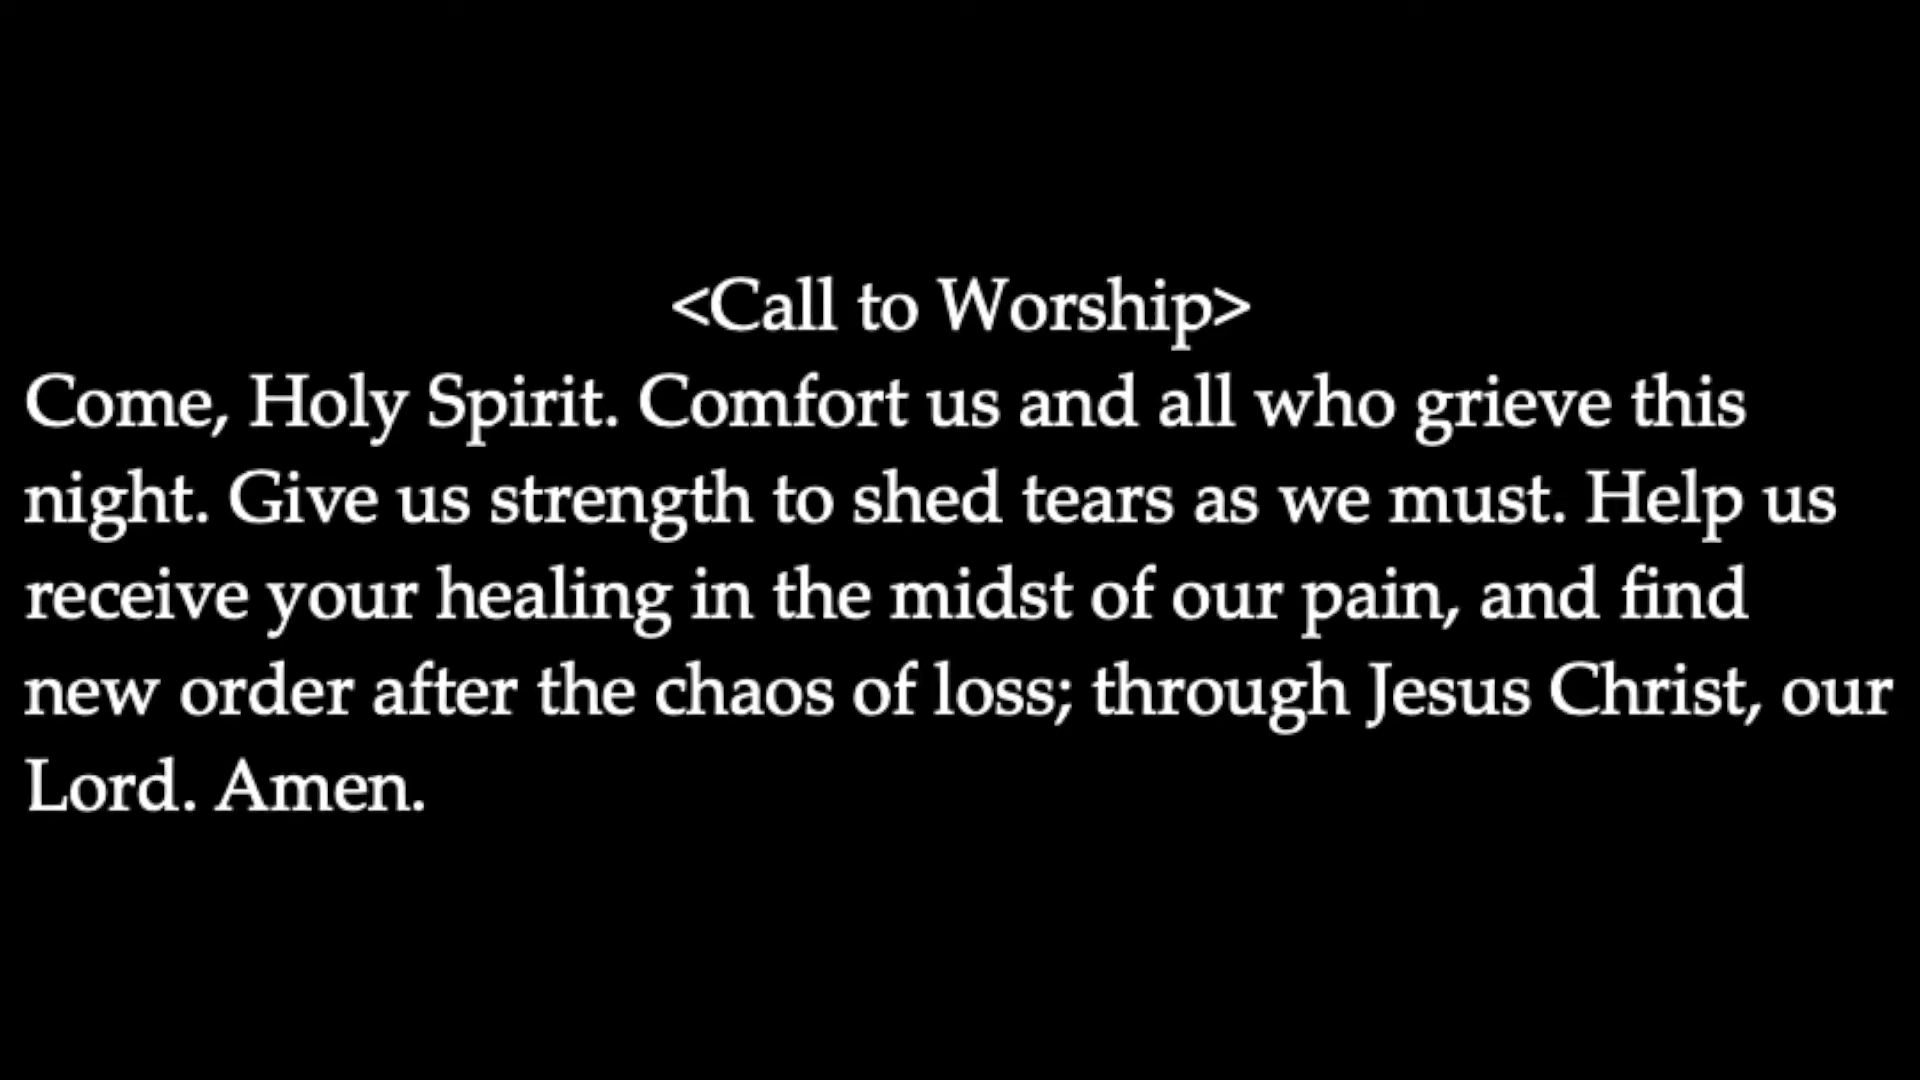 <Call to Worship>
Come, Holy Spirit. Comfort us and all who grieve this
night. Give us strength to shed tears as we must. Help us
receive your healing in the midst of our pain, and find
new order after the chaos of loss; through Jesus Christ, our
Lord. Amen.